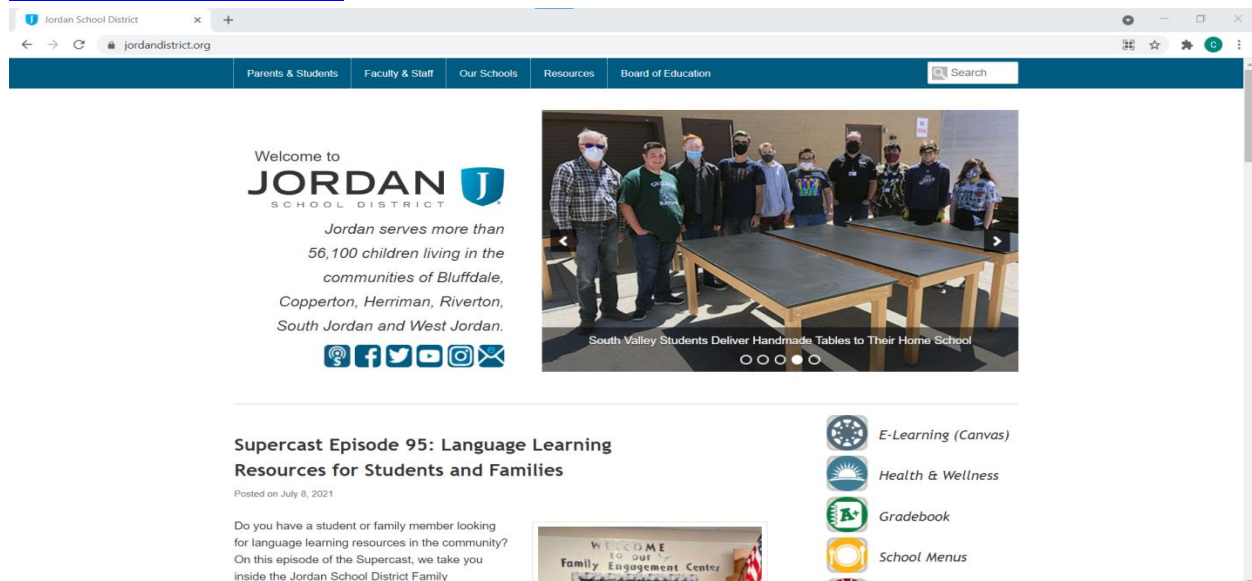 Jordan School District
jordandistrict.org
C
Parents & Students Faculty & Staff Our Schools Resources Board of Education Search
Welcome to
JORDAN J
SCHOOL DISTRICT
Jordan serves more than
56,100 children living in the
communities of Bluffdale,
Copperton, Herriman, Riverton,
South Jordan and West Jordan.
South Valley Students Deliver Handmade Tables to Their Home School
Supercast Episode 95: Language Learning
Resources for Students and Families
Posted on July 8, 2021
Do you have a student or family member looking
for language learning resources in the community?
On this episode of the Supercast, we take you
inside the Jordan School District Family
WELCOME
to our
Family Engagement Center
E-Learning (Canvas)
Health & Wellness
A+
Gradebook
School Menus